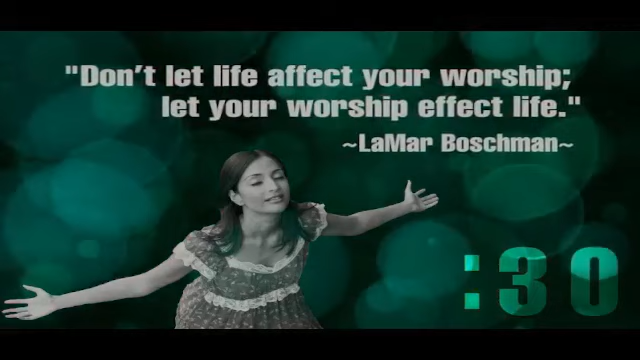 "Don't let life affect your worship;
let your worship effect life."
~LaMar Boschman~
:30